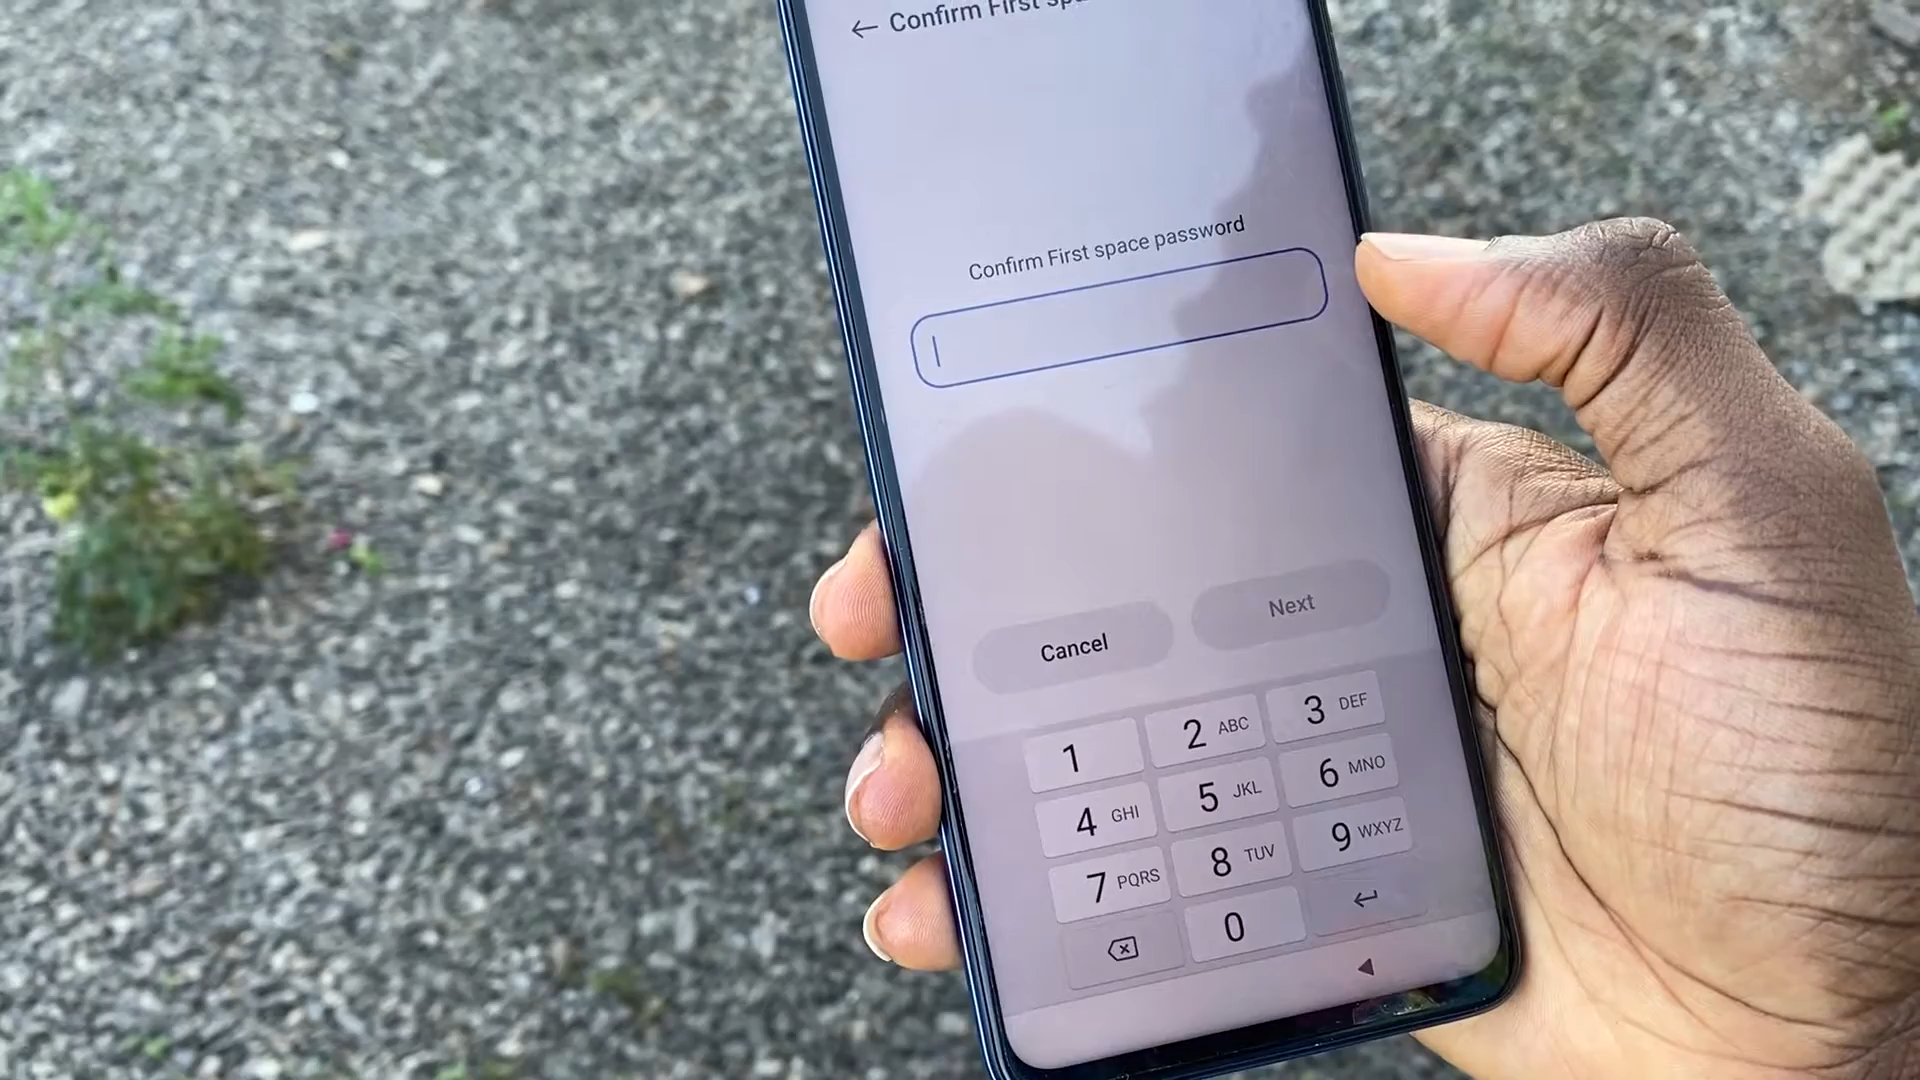 Confirm First
Confirm First space password
Cancel
Next
1
2 ABC
3 DEF
4 GHI
5 JKL
6 MNO
7 PQRS
8 TUV
9 WXYZ
0